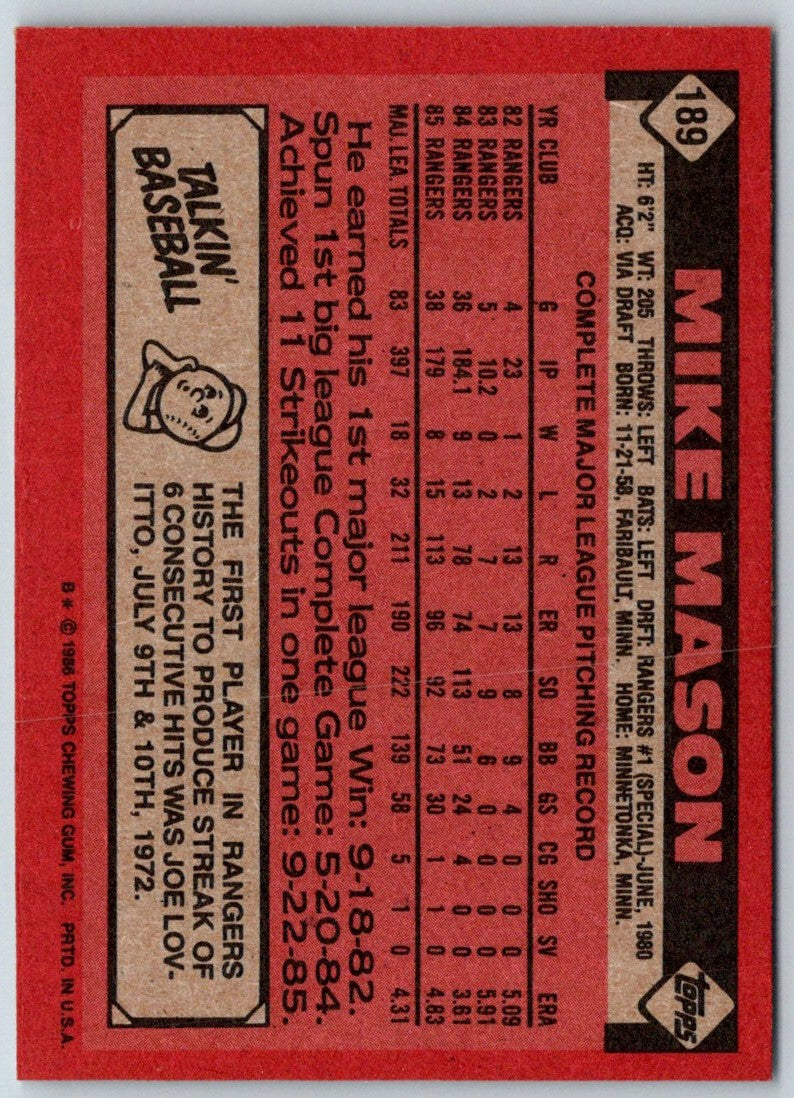 189
MIKE MASON
topps
HT: 6'2" WT: 205 THROWS: LEFT BATS: LEFT DRFT: RANGERS #1 (SPECIAL)-JUNE, 1980
ACQ: VIA DRAFT BORN: 11-21-58, FARIBAULT, MINN. HOME: MINNETONKA, MINN.
COMPLETE MAJOR LEAGUE PITCHING RECORD
YR CLUB G IP W L R ER SO BB GS CG SHO SV ERA
82 RANGERS 4 23 1 2 13 13 8 9 4 0 0 0 5.09
83 RANGERS 5 10.2 0 2 7 7 9 6 0 0 0 0 5.91
84 RANGERS 36 184.1 9 13 78 74 113 51 24 4 0 0 3.61
85 RANGERS 38 179 8 15 113 96 92 73 30 1 1 0 4.83
MAJ. LEA. TOTALS 83 397 18 32 211 190 222 139 58 5 1 0 4.31
He earned his 1st major league Win: 9-18-82.
Spun 1st big league Complete Game: 5-20-84.
Achieved 11 Strikeouts in one game: 9-22-85.
TALKIN'
BASEBALL
THE FIRST PLAYER IN RANGERS
HISTORY TO PRODUCE STREAK OF
6 CONSECUTIVE HITS WAS JOE LOV-
ITTO, JULY 9TH & 10TH, 1972.
B* © 1986 TOPPS CHEWING GUM, INC. PRTD. IN U.S.A.